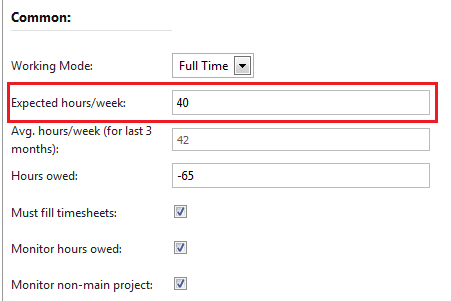 Common:
Working Mode: Full Time
Expected hours/week: 40
Avg. hours/week (for last 3
months): 42
Hours owed: -65
Must fill timesheets:
Monitor hours owed:
Monitor non-main project: